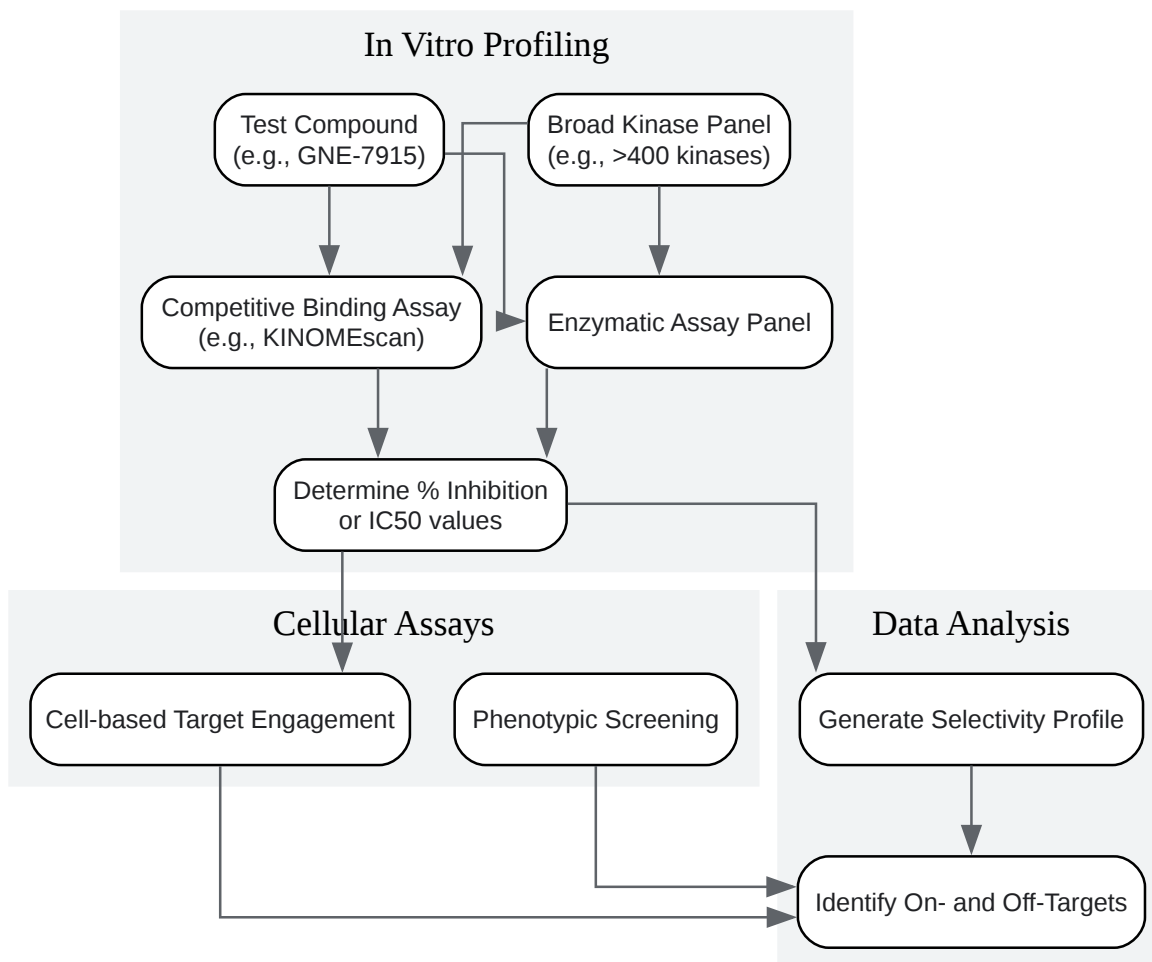 In Vitro Profiling
Test Compound
(e.g., GNE-7915)
Broad Kinase Panel
(e.g., >400 kinases)
Competitive Binding Assay
(e.g., KINOMEscan)
Enzymatic Assay Panel
Determine % Inhibition
or IC50 values
Cellular Assays
Data Analysis
Cell-based Target Engagement
Phenotypic Screening
Generate Selectivity Profile
Identify On- and Off-Targets